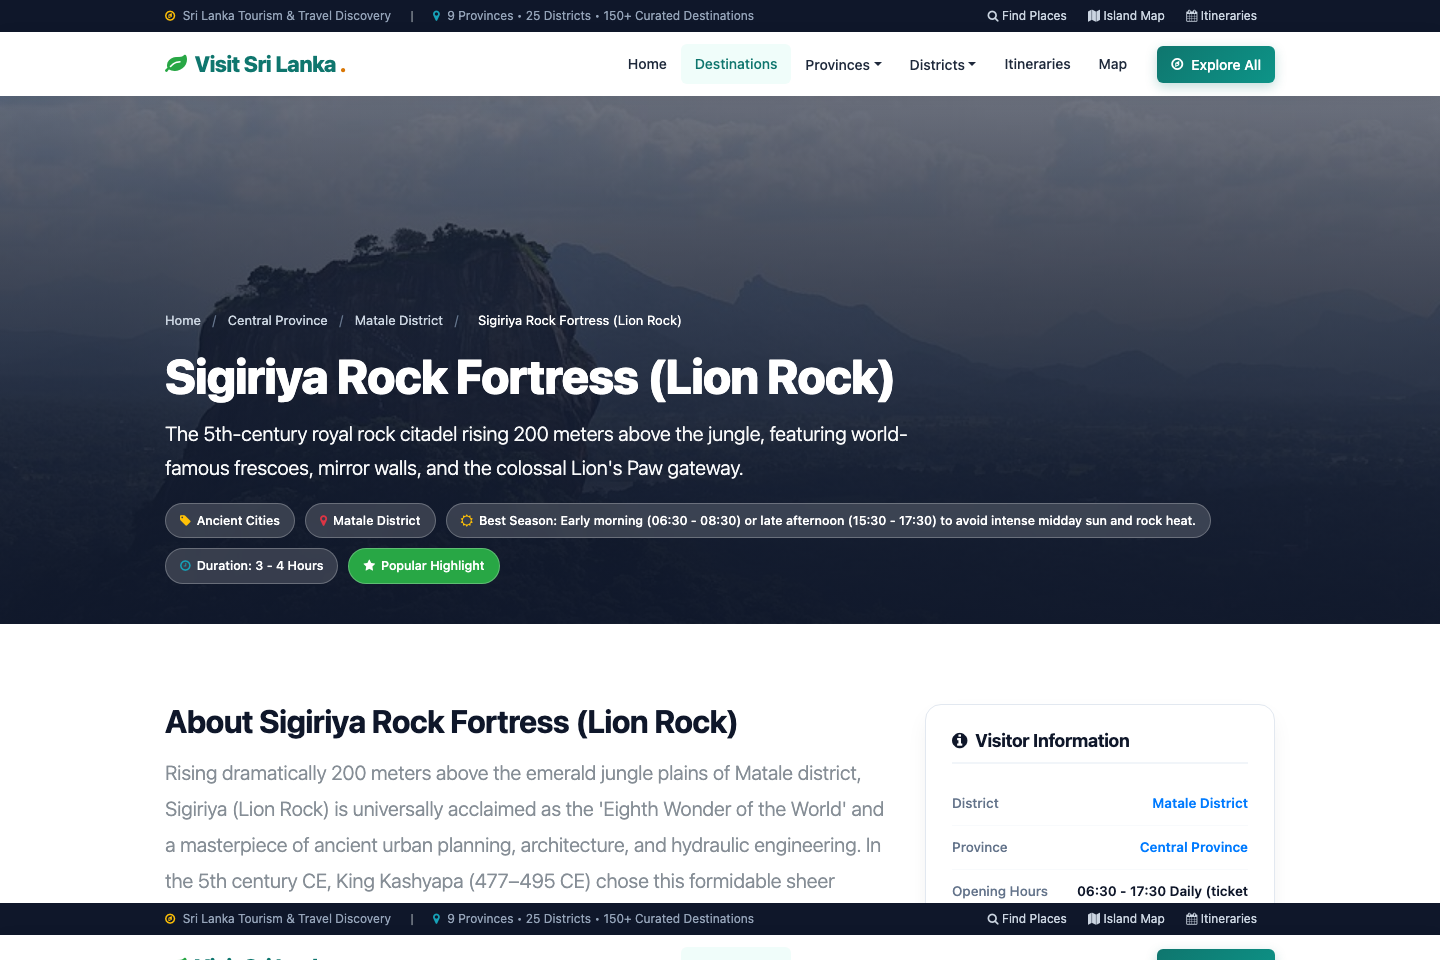 Sri Lanka Tourism & Travel Discovery | 9 Provinces • 25 Districts • 150+ Curated Destinations Find Places Island Map Itineraries
Visit Sri Lanka . Home Destinations Provinces Districts Itineraries Map Explore All
Home / Central Province / Matale District / Sigiriya Rock Fortress (Lion Rock)
Sigiriya Rock Fortress (Lion Rock)
The 5th-century royal rock citadel rising 200 meters above the jungle, featuring world-
famous frescoes, mirror walls, and the colossal Lion's Paw gateway.
Ancient Cities Matale District Best Season: Early morning (06:30 - 08:30) or late afternoon (15:30 - 17:30) to avoid intense midday sun and rock heat.
Duration: 3 - 4 Hours Popular Highlight
About Sigiriya Rock Fortress (Lion Rock)
Rising dramatically 200 meters above the emerald jungle plains of Matale district,
Sigiriya (Lion Rock) is universally acclaimed as the 'Eighth Wonder of the World' and
a masterpiece of ancient urban planning, architecture, and hydraulic engineering. In
the 5th century CE, King Kashyapa (477–495 CE) chose this formidable sheer
Visitor Information
District Matale District
Province Central Province
Opening Hours 06:30 - 17:30 Daily (ticket
Sri Lanka Tourism & Travel Discovery | 9 Provinces • 25 Districts • 150+ Curated Destinations Find Places Island Map Itineraries